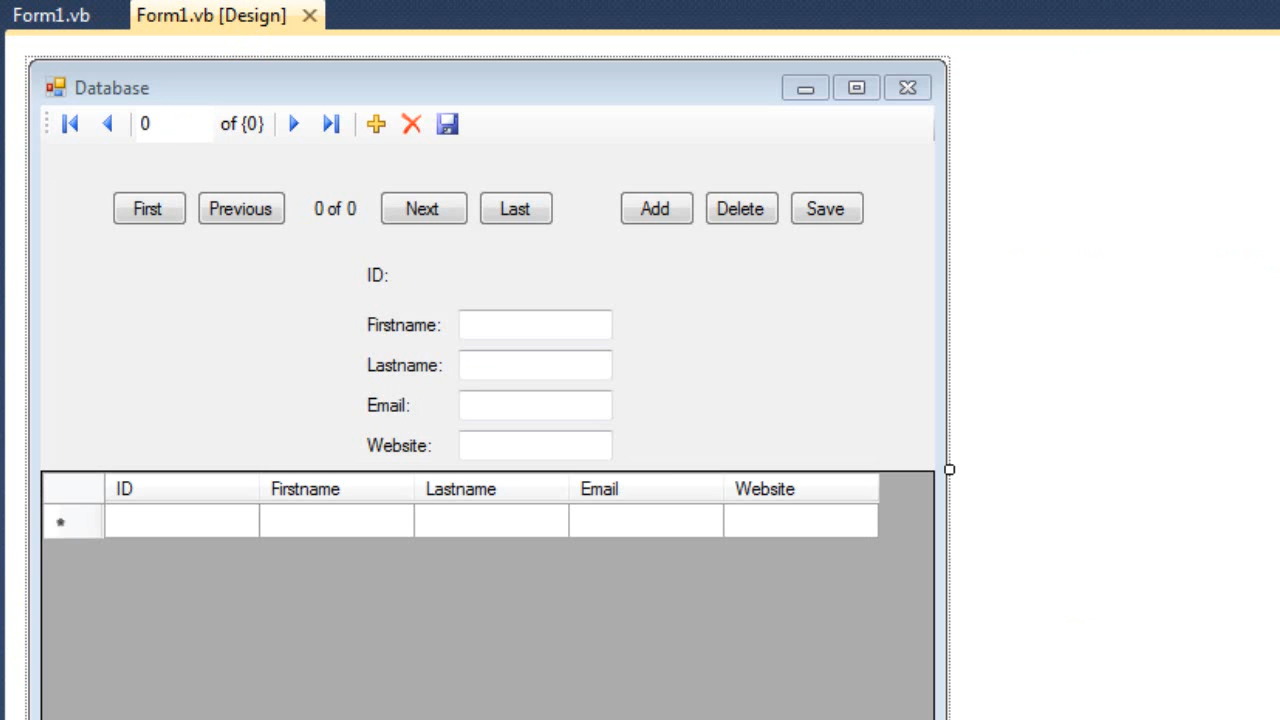 Form1.vb Form1.vb [Design]
Database
0 of {0}
First Previous 0 of 0 Next Last Add Delete Save
ID:
Firstname:
Lastname:
Email:
Website:
ID Firstname Lastname Email Website
*